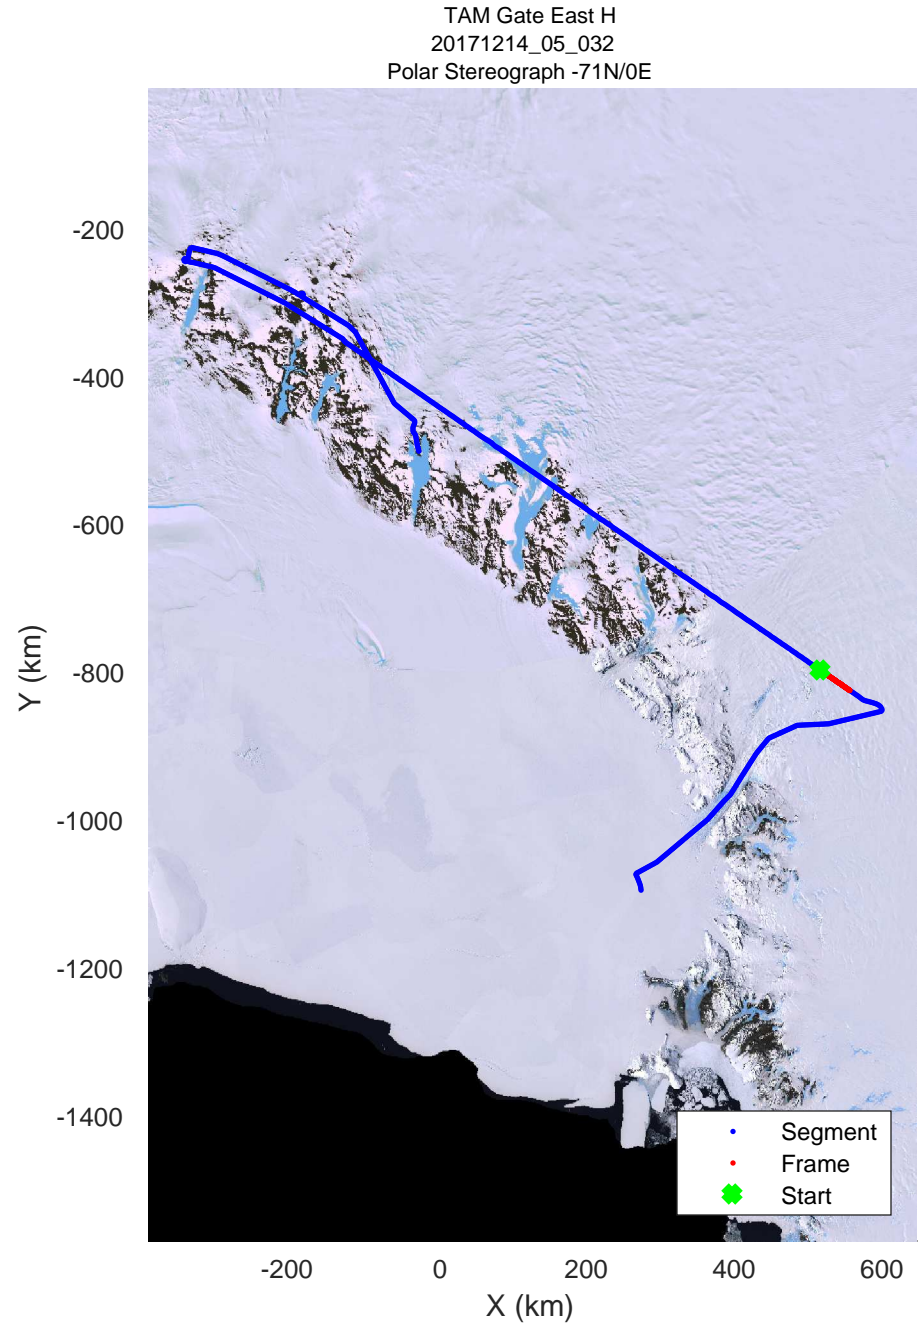 TAM Gate East H
20171214_05_032
Polar Stereograph -71N/0E
-200
-400
-600
-800
-1000
-1200
-1400
Y (km)
-200
0
200
400
600
X (km)
Segment
Frame
Start